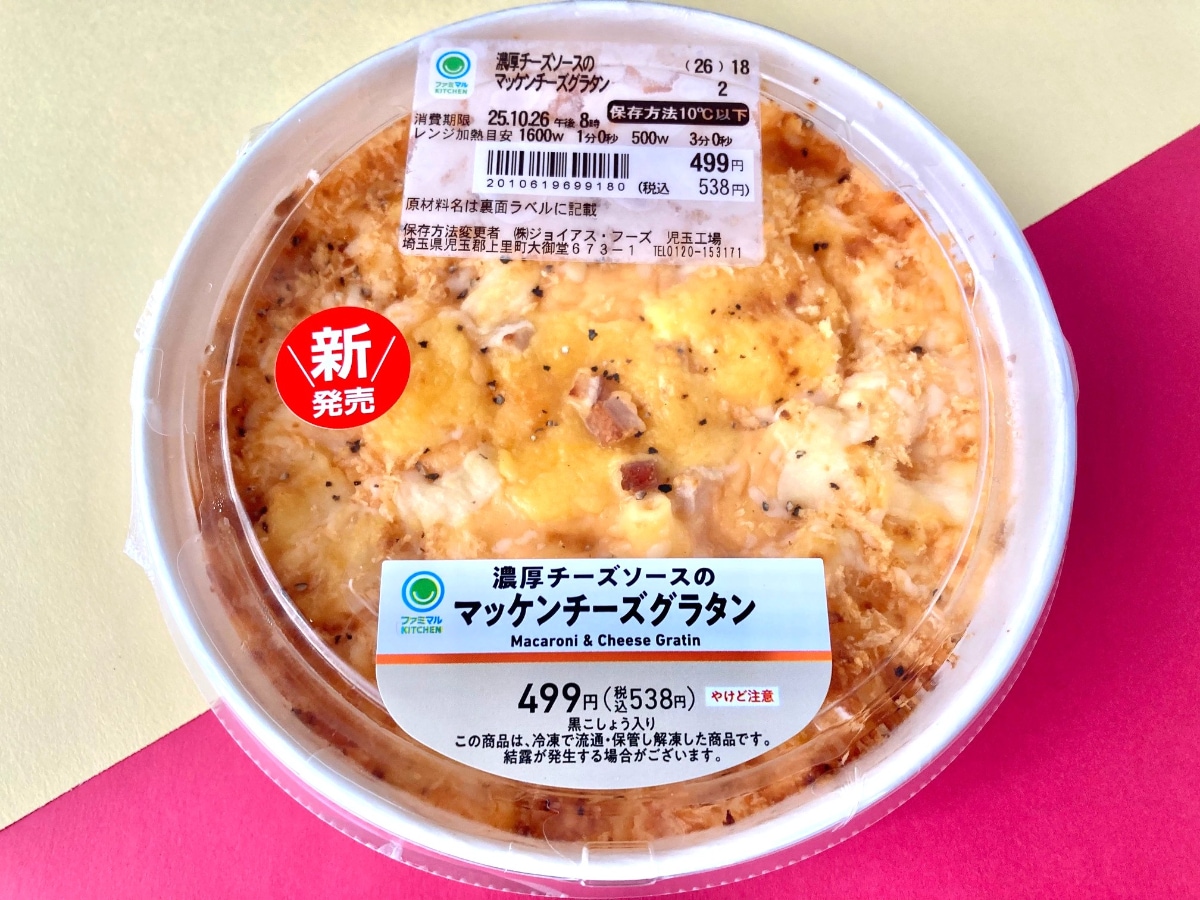 ファミマル
KITCHEN
濃厚チーズソースの
マッケンチーズグラタン
(26) 18
2
消費期限 25.10.26 午後 8時 保存方法10℃以下
レンジ加熱目安 1600w 1分0秒 500w 3分0秒
499円
2010619699180 (税込 538円)
原材料名は裏面ラベルに記載
保存方法変更者 ㈱ジョイアス・フーズ 児玉工場
埼玉県児玉郡上里町大御堂673-1 TEL0120-153171
新
発売
ファミマル
KITCHEN
濃厚チーズソースの
マッケンチーズグラタン
Macaroni & Cheese Gratin
499円(税込538円) やけど注意
黒こしょう入り
この商品は、冷凍で流通・保管し解凍した商品です。
結露が発生する場合がございます。